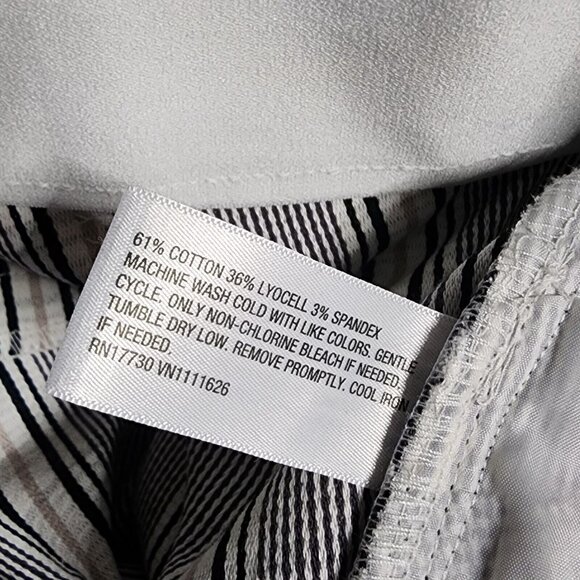 61% COTTON 36% LYOCELL 3% SPANDEX
MACHINE WASH COLD WITH LIKE COLORS. GENTLE
CYCLE. ONLY NON-CHLORINE BLEACH IF NEEDED.
TUMBLE DRY LOW. REMOVE PROMPTLY. COOL IRON
IF NEEDED.
RN17730 VN1111626